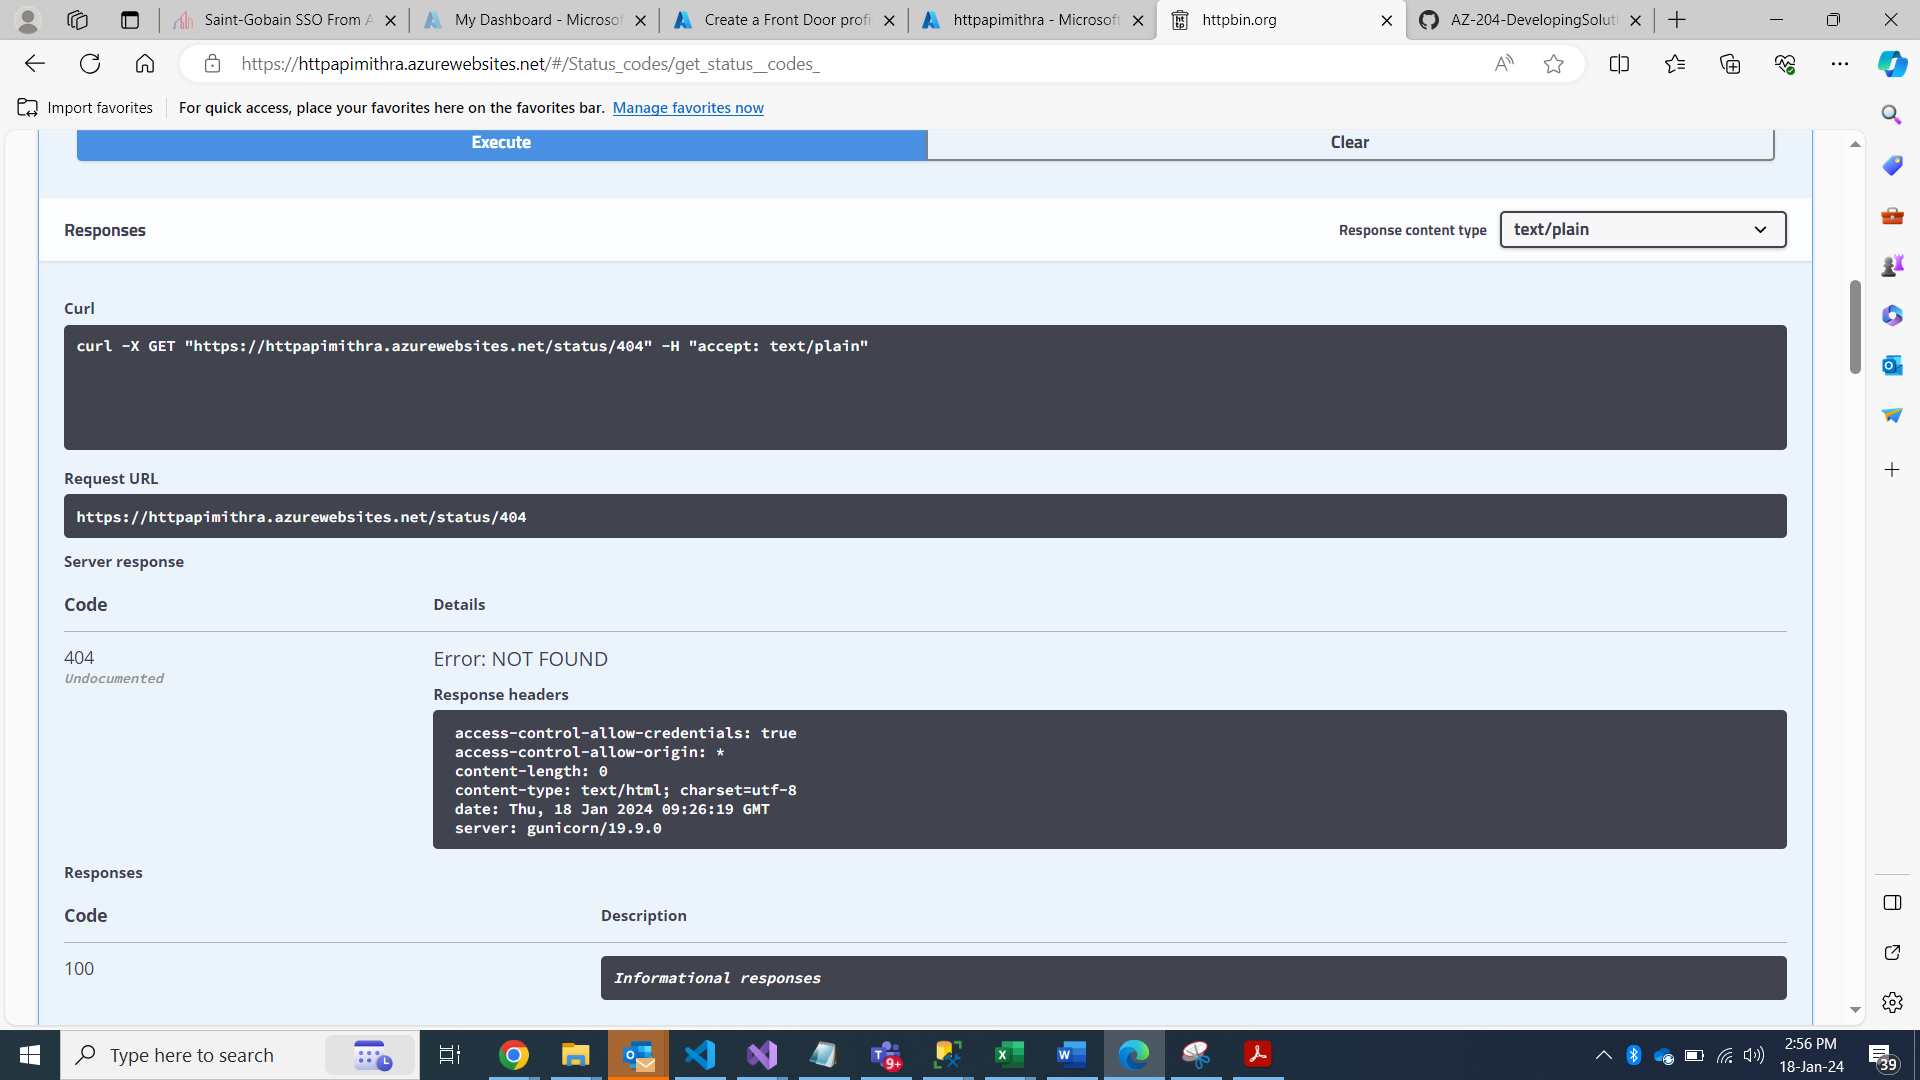 Saint-Gobain SSO From A
My Dashboard - Microsof
Create a Front Door profi
httpapimithra - Microsoft
httpbin.org
AZ-204-DevelopingSoluti
https://httpapimithra.azurewebsites.net/#/Status_codes/get_status__codes_
Import favorites
For quick access, place your favorites here on the favorites bar. Manage favorites now
Execute
Clear
Responses
Response content type
text/plain
Curl
curl -X GET "https://httpapimithra.azurewebsites.net/status/404" -H "accept: text/plain"
Request URL
https://httpapimithra.azurewebsites.net/status/404
Server response
Code
Details
404
Undocumented
Error: NOT FOUND
Response headers
access-control-allow-credentials: true
access-control-allow-origin: *
content-length: 0
content-type: text/html; charset=utf-8
date: Thu, 18 Jan 2024 09:26:19 GMT
server: gunicorn/19.9.0
Responses
Code
Description
100
Informational responses
Type here to search
9+
2:56 PM
18-Jan-24
39